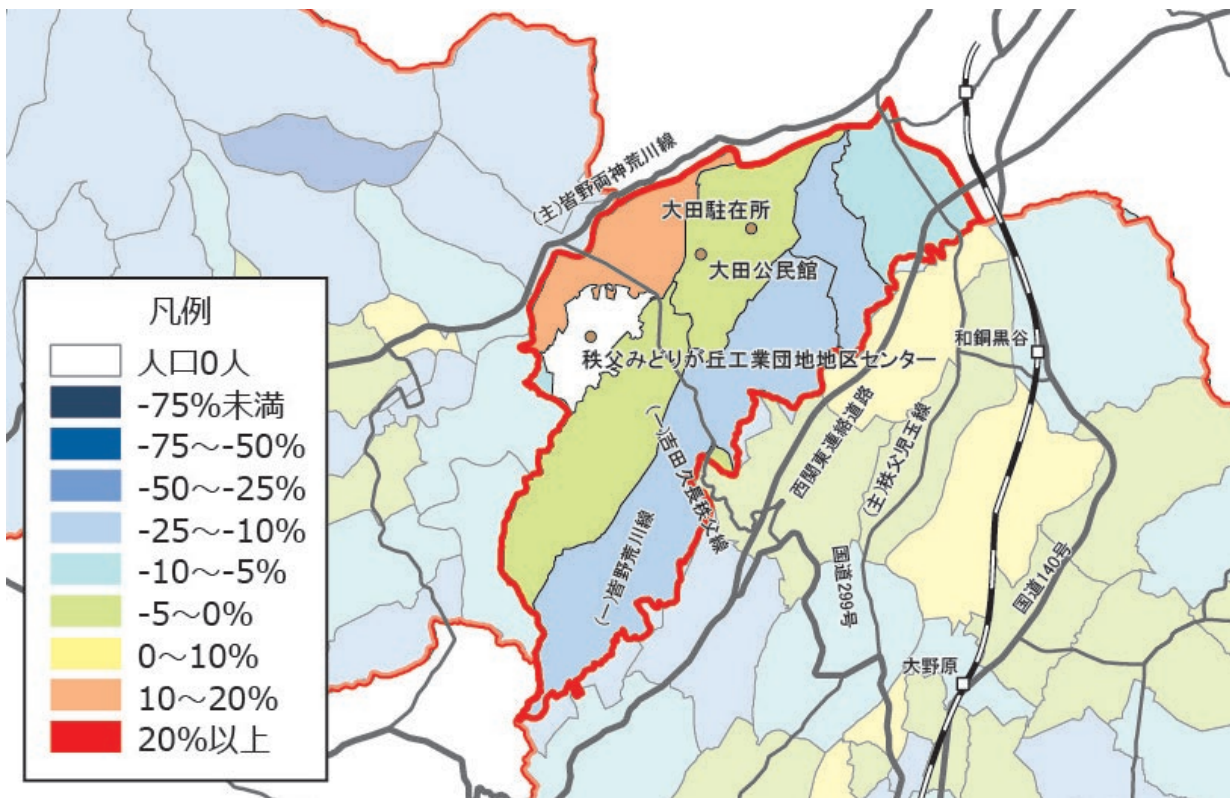 (主)皆野両神荒川線
大田駐在所
大田公民館
秩父みどりが丘工業団地地区センター
和銅黒谷
西関東連絡道路
(主)秩父児玉線
(一)吉田久長秩父線
(一)皆野荒川線
国道299号
国道140号
大野原
凡例
人口0人
-75%未満
-75～-50%
-50～-25%
-25～-10%
-10～-5%
-5～0%
0～10%
10～20%
20%以上